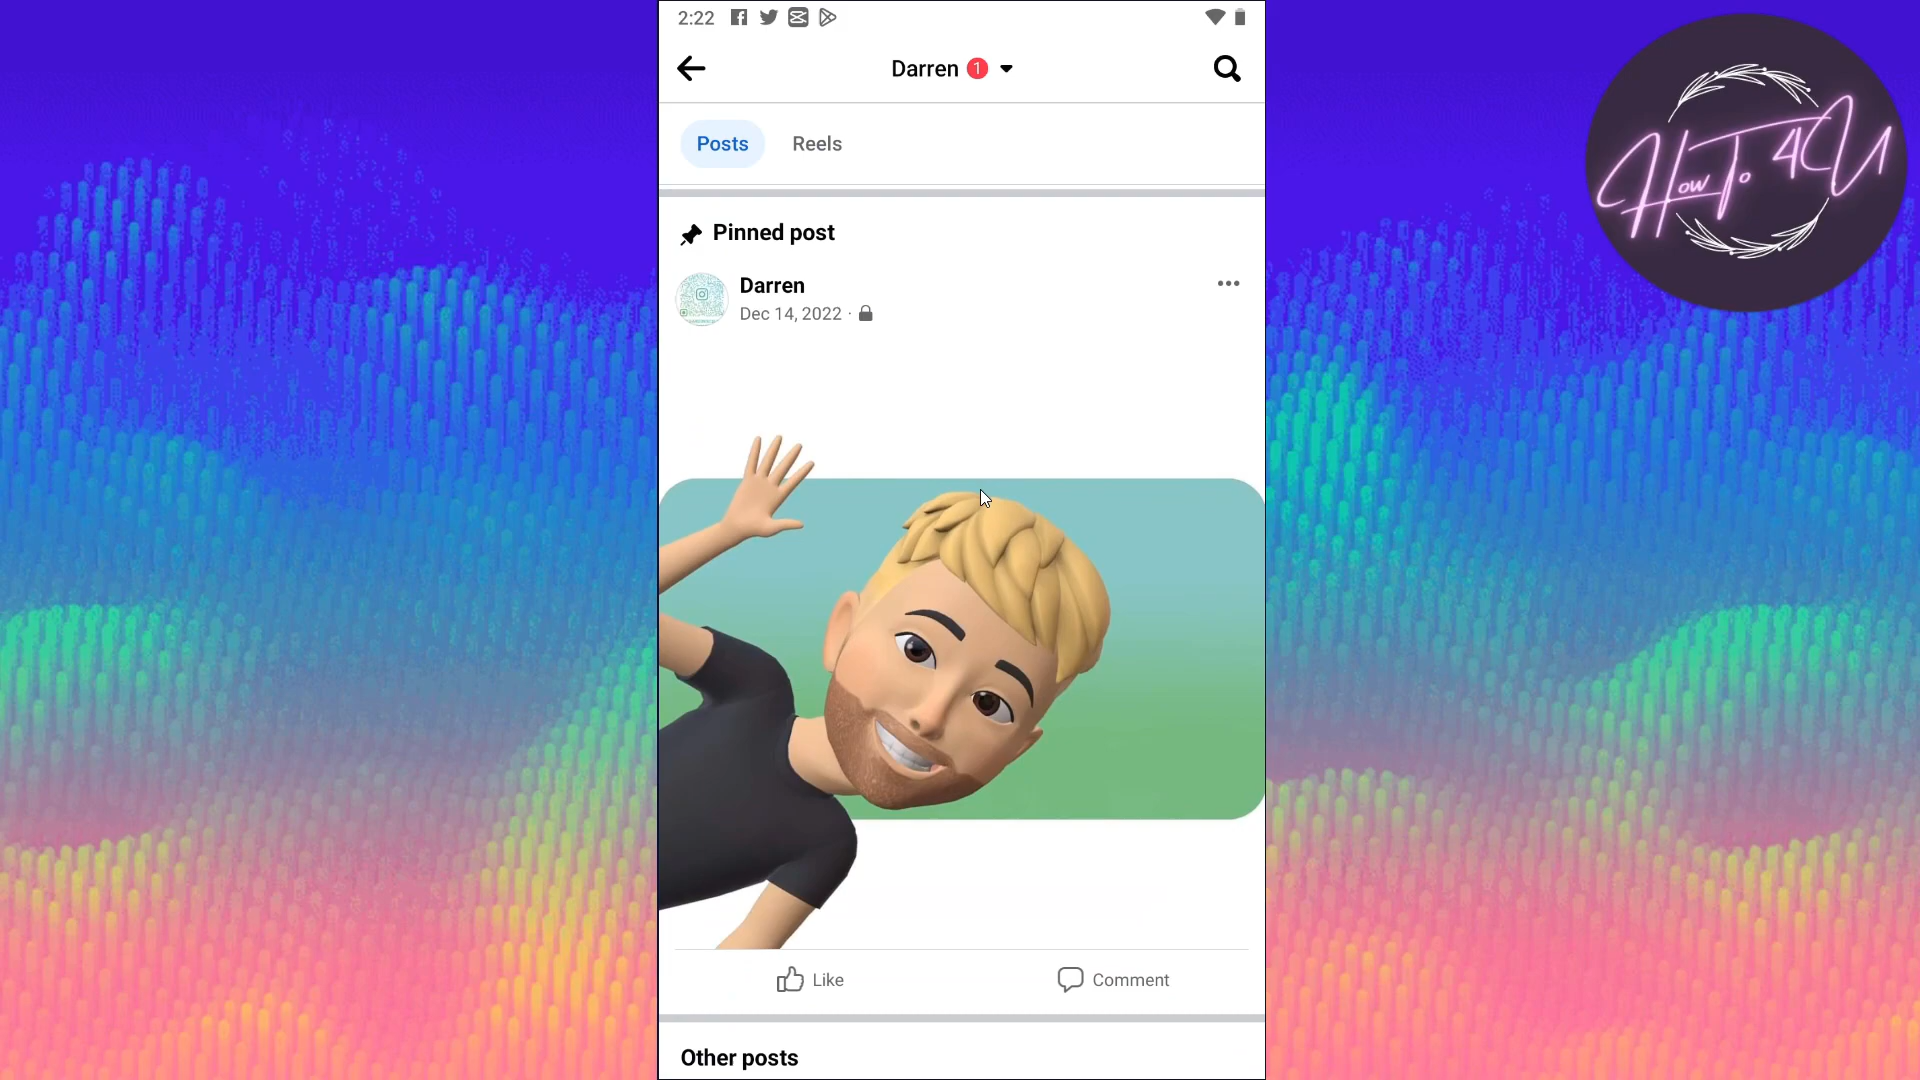 2:22
Darren 1
Posts Reels
Pinned post
Darren
Dec 14, 2022 ·
Like Comment
Other posts
How To 4U